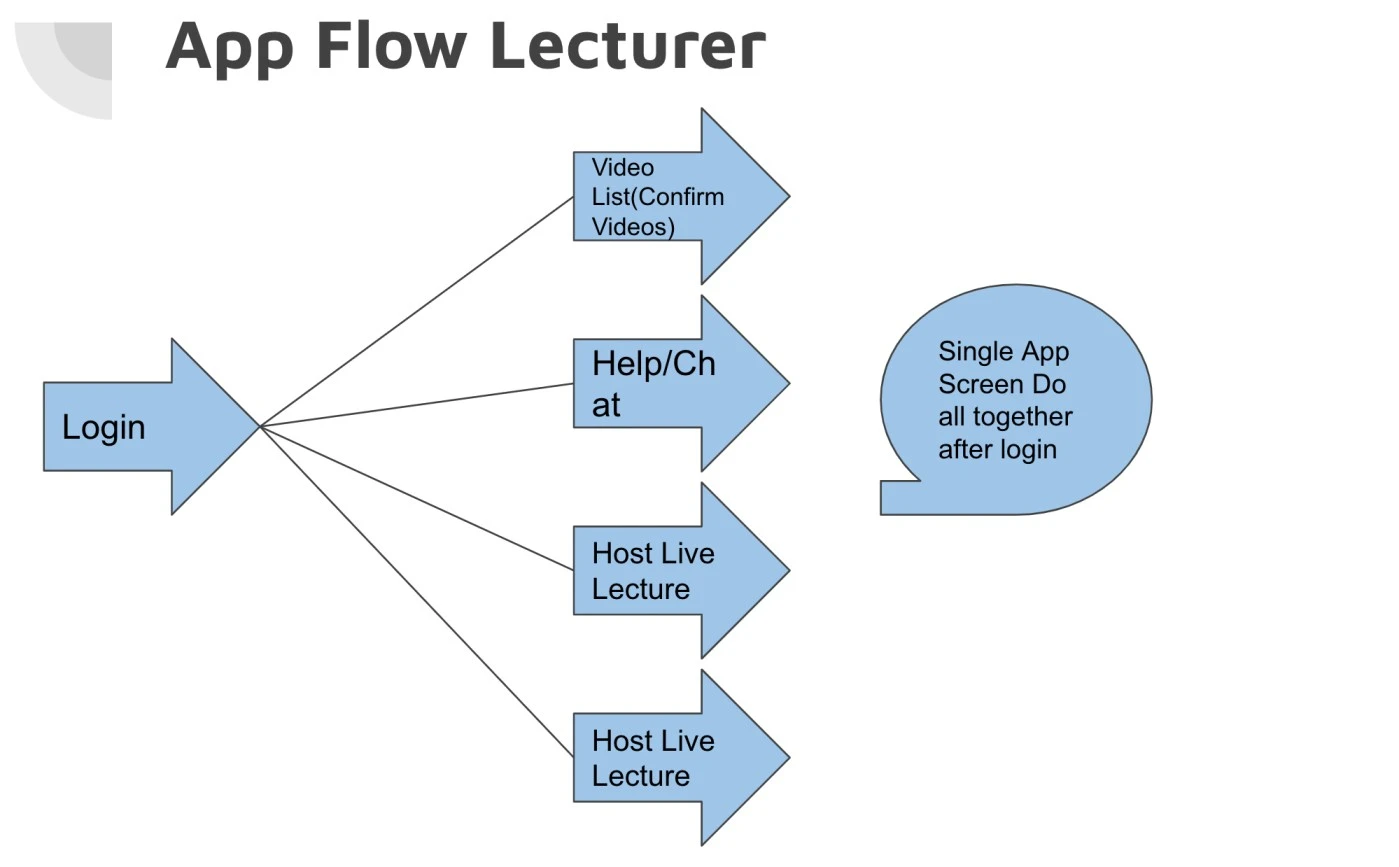 App Flow Lecturer
Video
List(Confirm
Videos)
Help/Ch
at
Login
Single App
Screen Do
all together
after login
Host Live
Lecture
Host Live
Lecture